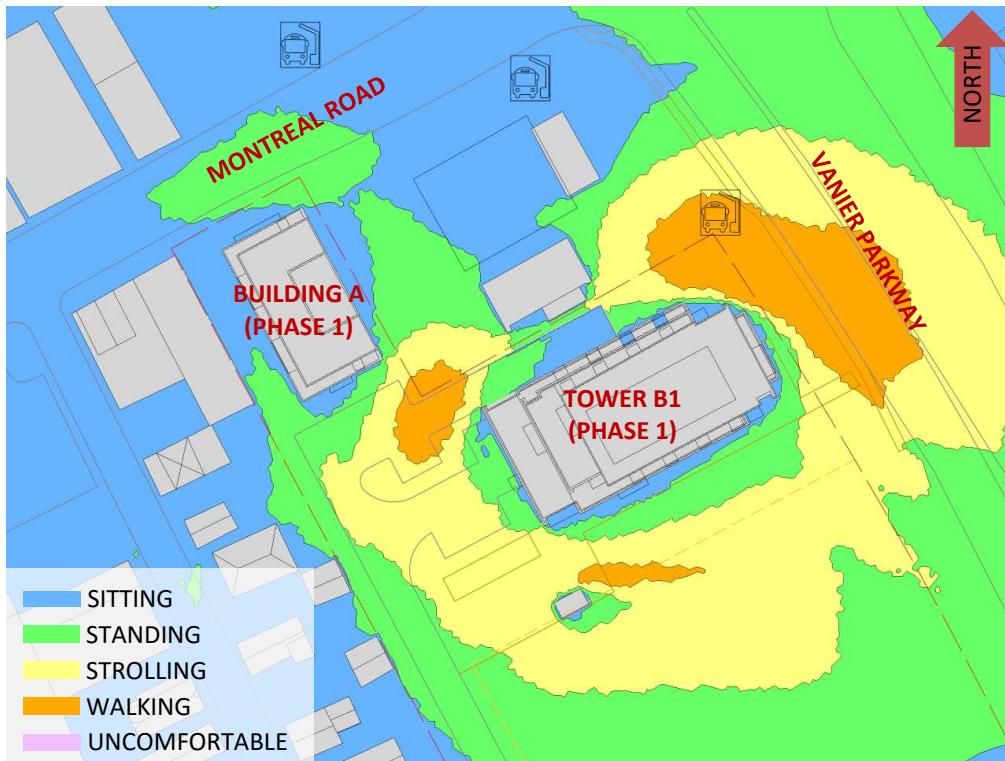 NORTH
MONTREAL ROAD
VANIER PARKWAY
BUILDING A
(PHASE 1)
TOWER B1
(PHASE 1)
SITTING
STANDING
STROLLING
WALKING
UNCOMFORTABLE